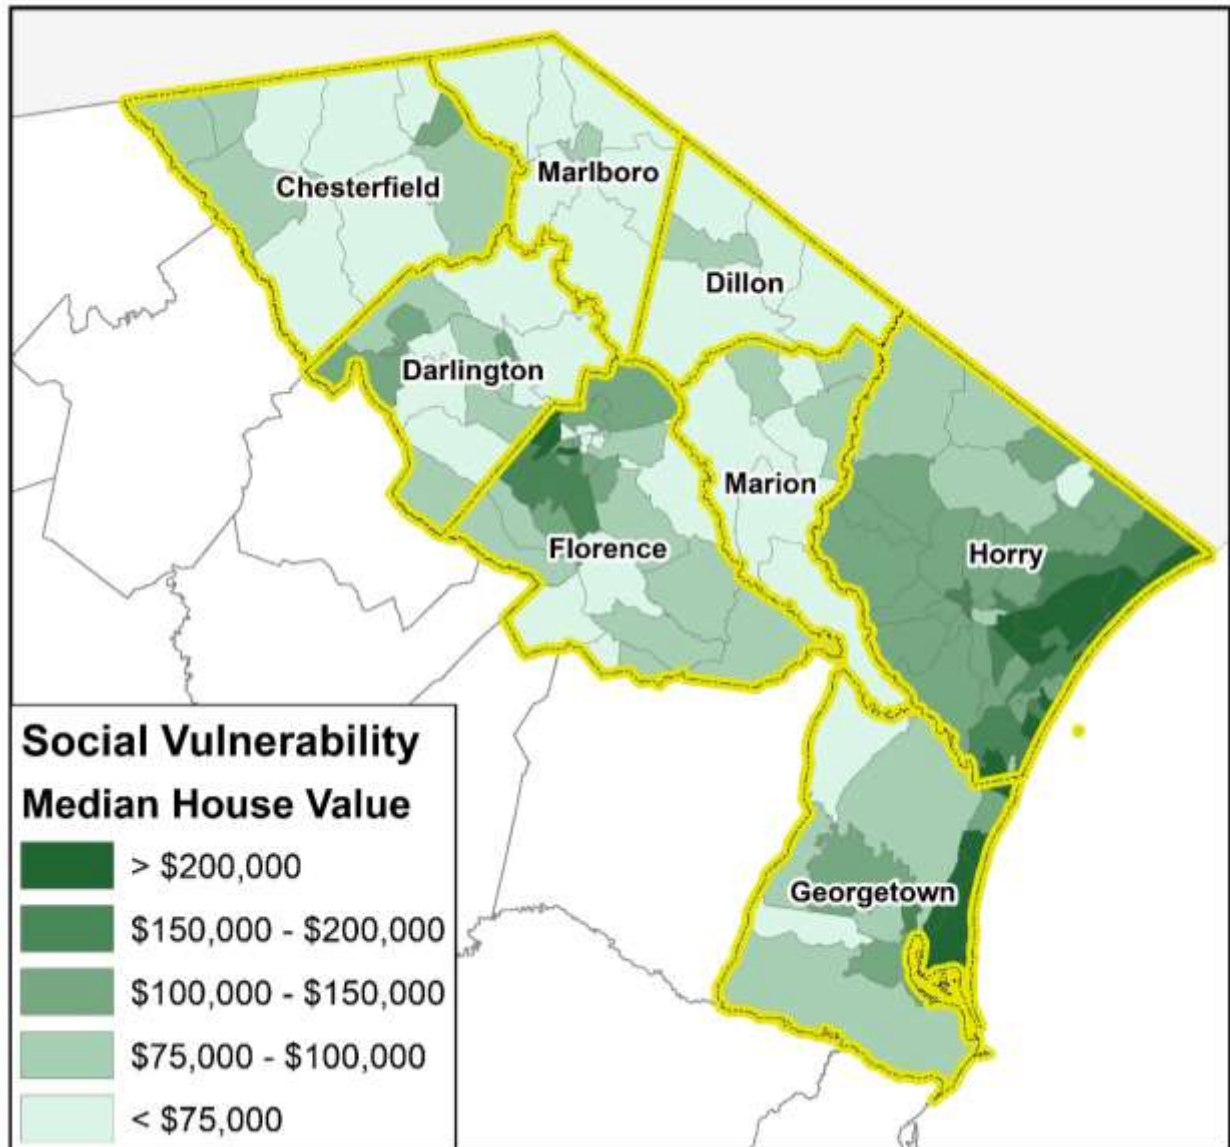 Chesterfield
Marlboro
Dillon
Darlington
Marion
Florence
Horry
Georgetown
Social Vulnerability
Median House Value
> $200,000
$150,000 - $200,000
$100,000 - $150,000
$75,000 - $100,000
< $75,000